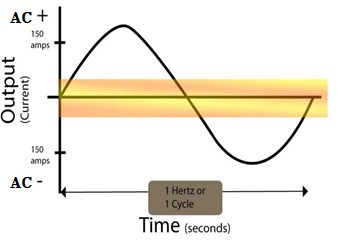 AC +
150
amps
Output
(Current)
150
amps
AC -
1 Hertz or
1 Cycle
Time (seconds)